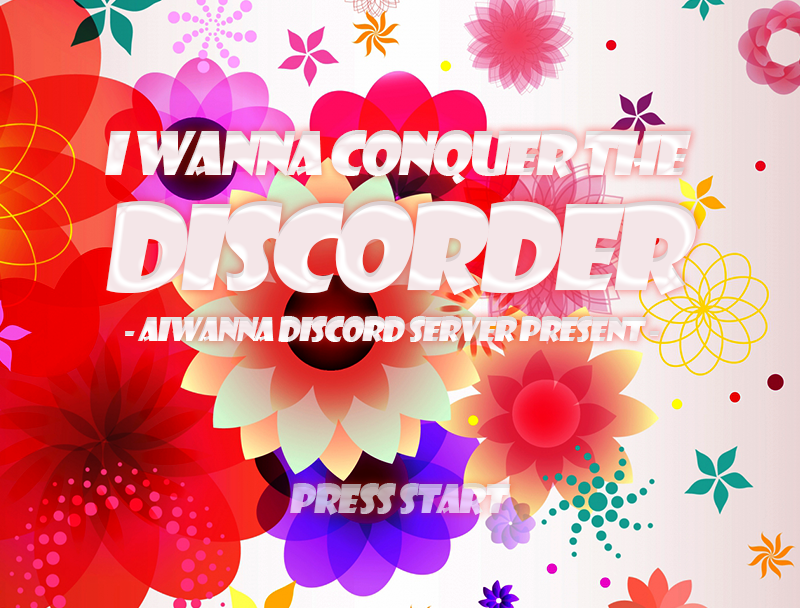 I WANNA CONQUER THE
DISCORDER
- AIWANNA DISCORD SERVER PRESENT -
PRESS START